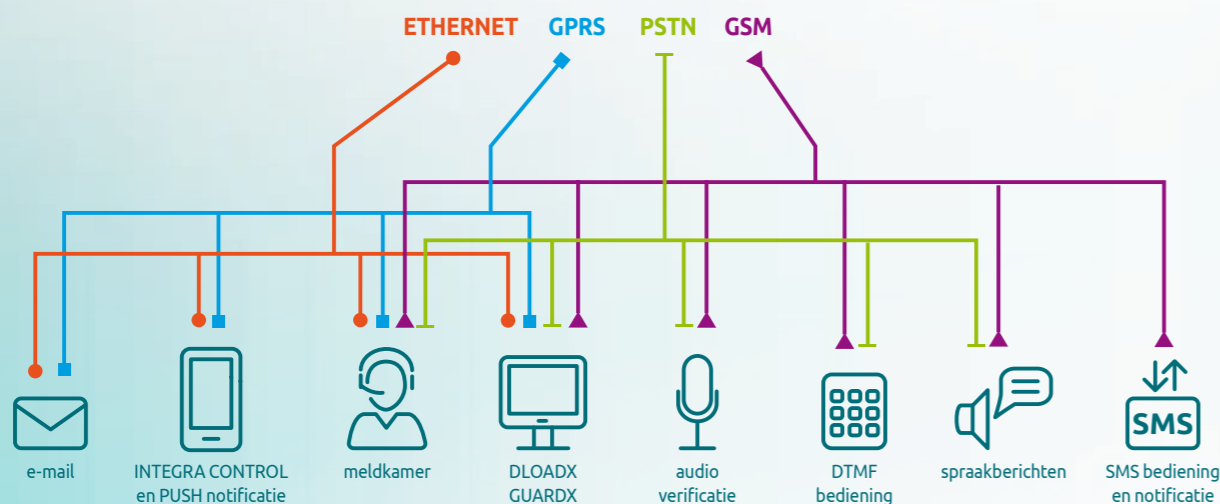 ETHERNET GPRS PSTN GSM
SMS
e-mail
INTEGRA CONTROL
en PUSH notificatie
meldkamer
DLOADX
GUARDX
audio
verificatie
DTMF
bediening
spraakberichten
SMS bediening
en notificatie